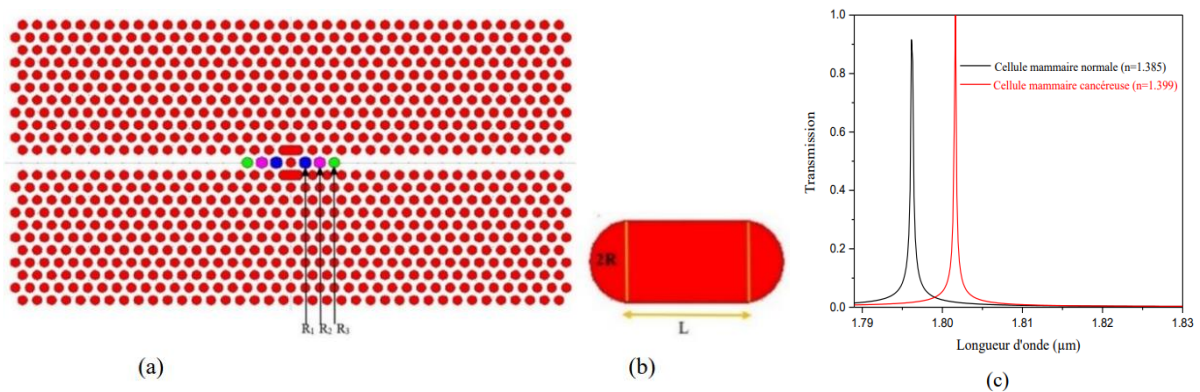 R₁ R₂ R₃
(a)
2R
L
(b)
Transmission
1.0
0.8
0.6
0.4
0.2
0.0
Cellule mammaire normale (n=1.385)
Cellule mammaire cancéreuse (n=1.399)
1.79 1.80 1.81 1.82 1.83
Longueur d'onde (µm)
(c)